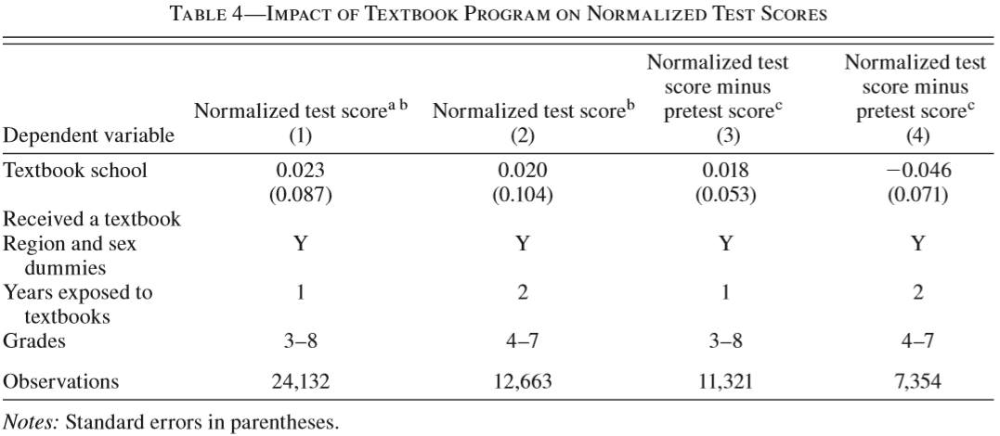 TABLE 4—IMPACT OF TEXTBOOK PROGRAM ON NORMALIZED TEST SCORES
Normalized test Normalized test
score minus score minus
Normalized test scoreᵃ ᵇ Normalized test scoreᵇ pretest scoreᶜ pretest scoreᶜ
Dependent variable (1) (2) (3) (4)
Textbook school 0.023 0.020 0.018 −0.046
(0.087) (0.104) (0.053) (0.071)
Received a textbook
Region and sex Y Y Y Y
dummies
Years exposed to 1 2 1 2
textbooks
Grades 3–8 4–7 3–8 4–7
Observations 24,132 12,663 11,321 7,354
Notes: Standard errors in parentheses.